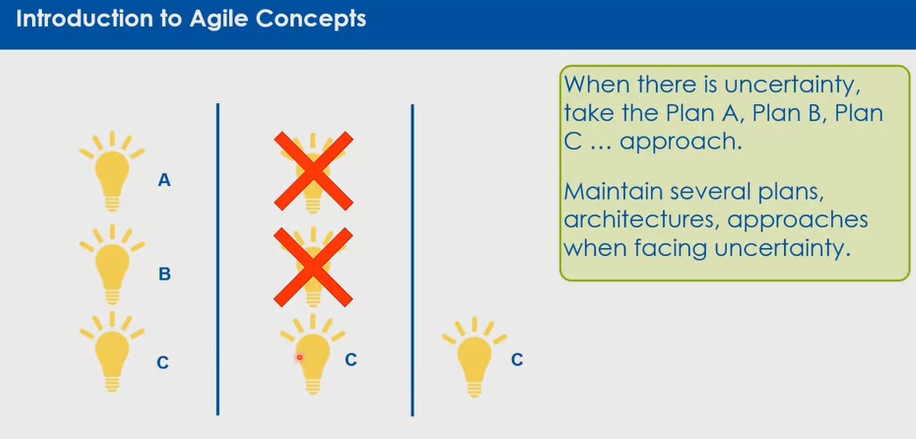 Introduction to Agile Concepts
When there is uncertainty,
take the Plan A, Plan B, Plan
C ... approach.
Maintain several plans,
architectures, approaches
when facing uncertainty.
A
B
C
C
C